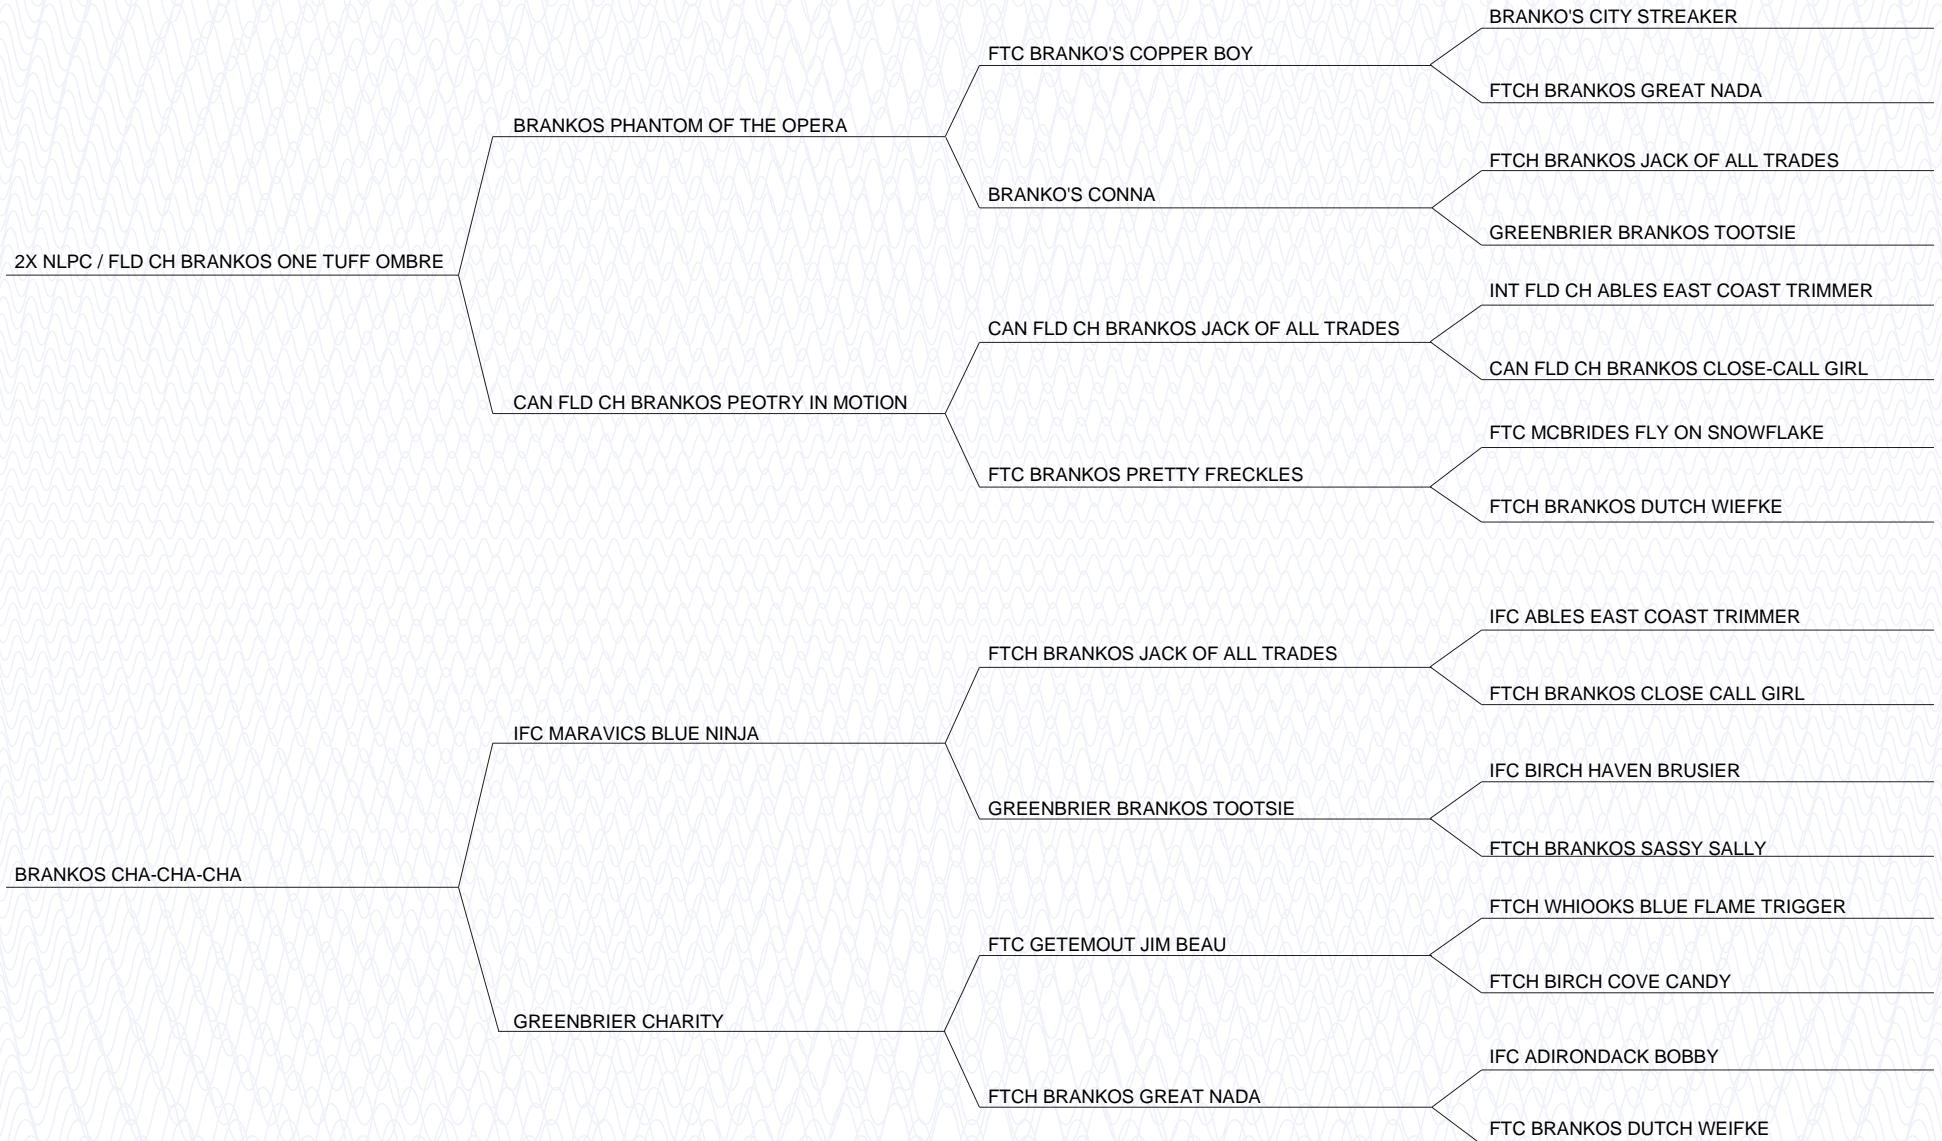 BRANKO'S CITY STREAKER
FTC BRANKO'S COPPER BOY
FTCH BRANKOS GREAT NADA
BRANKOS PHANTOM OF THE OPERA
FTCH BRANKOS JACK OF ALL TRADES
BRANKO'S CONNA
GREENBRIER BRANKOS TOOTSIE
2X NLPC / FLD CH BRANKOS ONE TUFF OMBRE
INT FLD CH ABLES EAST COAST TRIMMER
CAN FLD CH BRANKOS JACK OF ALL TRADES
CAN FLD CH BRANKOS CLOSE-CALL GIRL
CAN FLD CH BRANKOS PEOTRY IN MOTION
FTC MCBRIDES FLY ON SNOWFLAKE
FTC BRANKOS PRETTY FRECKLES
FTCH BRANKOS DUTCH WIEFKE
IFC ABLES EAST COAST TRIMMER
FTCH BRANKOS JACK OF ALL TRADES
FTCH BRANKOS CLOSE CALL GIRL
IFC MARAVICS BLUE NINJA
IFC BIRCH HAVEN BRUSIER
GREENBRIER BRANKOS TOOTSIE
FTCH BRANKOS SASSY SALLY
BRANKOS CHA-CHA-CHA
FTCH WHIOOKS BLUE FLAME TRIGGER
FTC GETEMOUT JIM BEAU
FTCH BIRCH COVE CANDY
GREENBRIER CHARITY
IFC ADIRONDACK BOBBY
FTCH BRANKOS GREAT NADA
FTC BRANKOS DUTCH WEIFKE